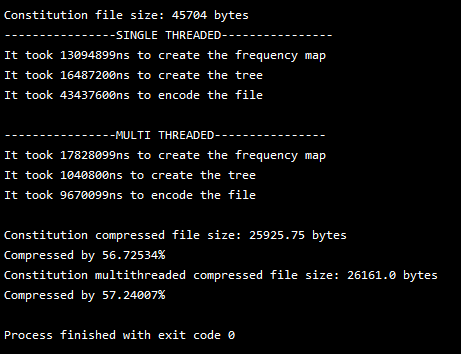 Constitution file size: 45704 bytes
----------------SINGLE THREADED----------------
It took 13094899ns to create the frequency map
It took 16487200ns to create the tree
It took 43437600ns to encode the file
----------------MULTI THREADED----------------
It took 17828099ns to create the frequency map
It took 1040800ns to create the tree
It took 9670099ns to encode the file
Constitution compressed file size: 25925.75 bytes
Compressed by 56.72534%
Constitution multithreaded compressed file size: 26161.0 bytes
Compressed by 57.24007%
Process finished with exit code 0